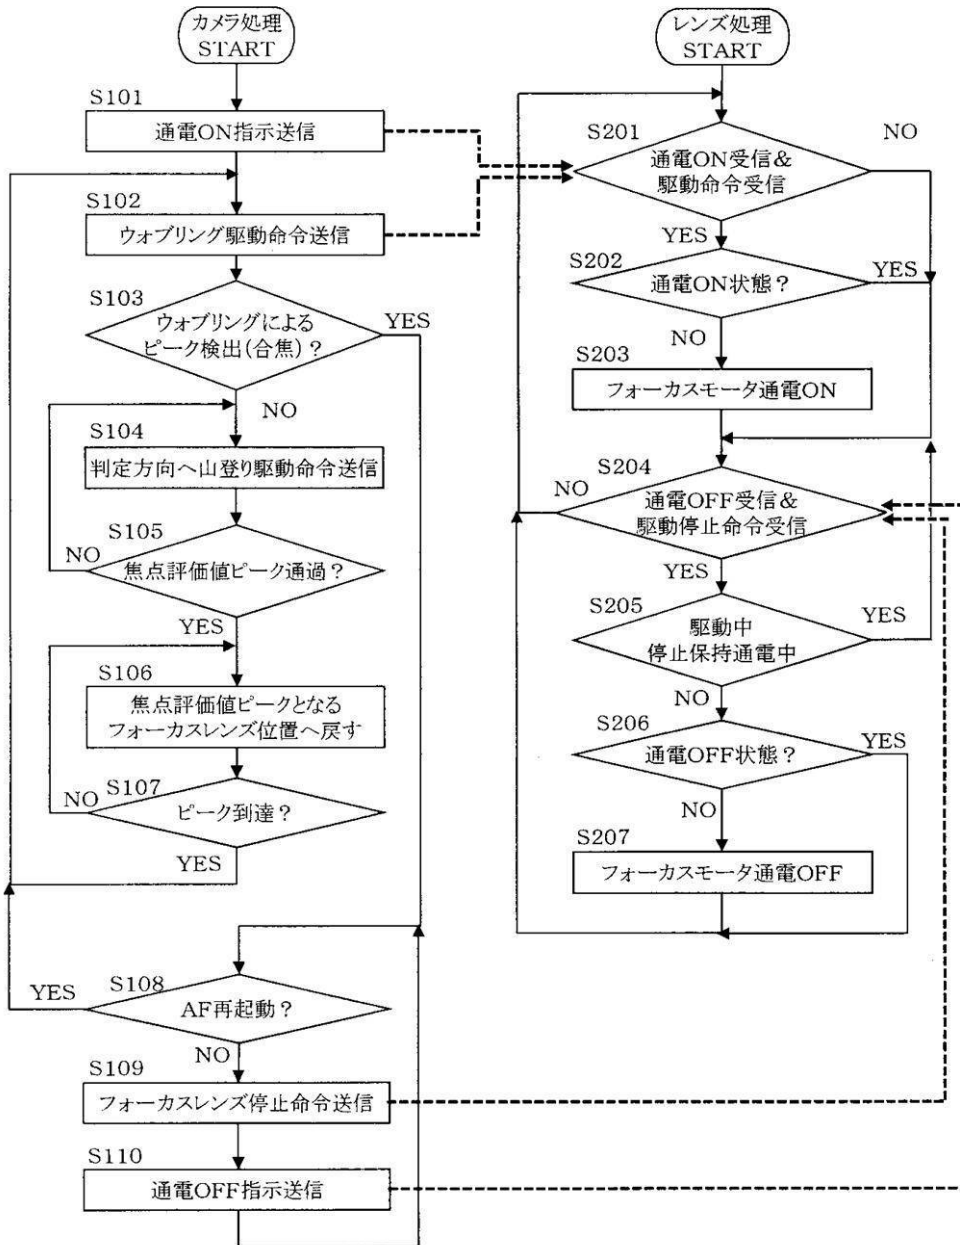 カメラ処理
START
S101
通電ON指示送信
S102
ウォブリング駆動命令送信
S103
ウォブリングによる
ピーク検出(合焦)？
YES
NO
S104
判定方向へ山登り駆動命令送信
S105
NO
焦点評価値ピーク通過？
YES
S106
焦点評価値ピークとなる
フォーカスレンズ位置へ戻す
S107
NO
ピーク到達？
YES
S108
YES
AF再起動？
NO
S109
フォーカスレンズ停止命令送信
S110
通電OFF指示送信
レンズ処理
START
S201
NO
通電ON受信&
駆動命令受信
YES
S202
通電ON状態？
YES
NO
S203
フォーカスモータ通電ON
S204
NO
通電OFF受信&
駆動停止命令受信
YES
S205
YES
駆動中
停止保持通電中
NO
S206
通電OFF状態？
YES
NO
S207
フォーカスモータ通電OFF